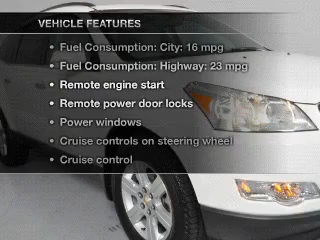 VEHICLE FEATURES
• Fuel Consumption: City: 16 mpg
• Fuel Consumption: Highway: 23 mpg
• Remote engine start
• Remote power door locks
• Power windows
• Cruise controls on steering wheel
• Cruise control